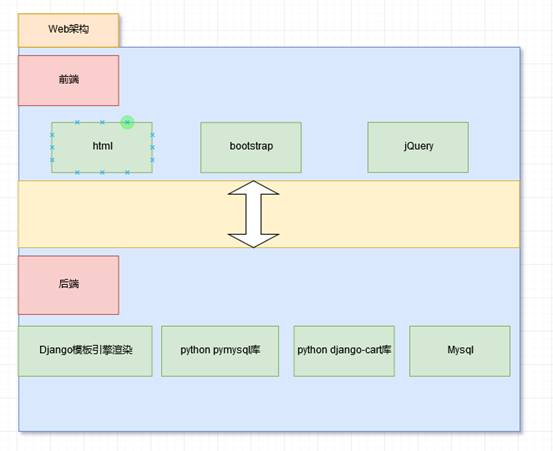 Web架构
前端
html
bootstrap
jQuery
后端
Django模板引擎渲染
python pymysql库
python django-cart库
Mysql